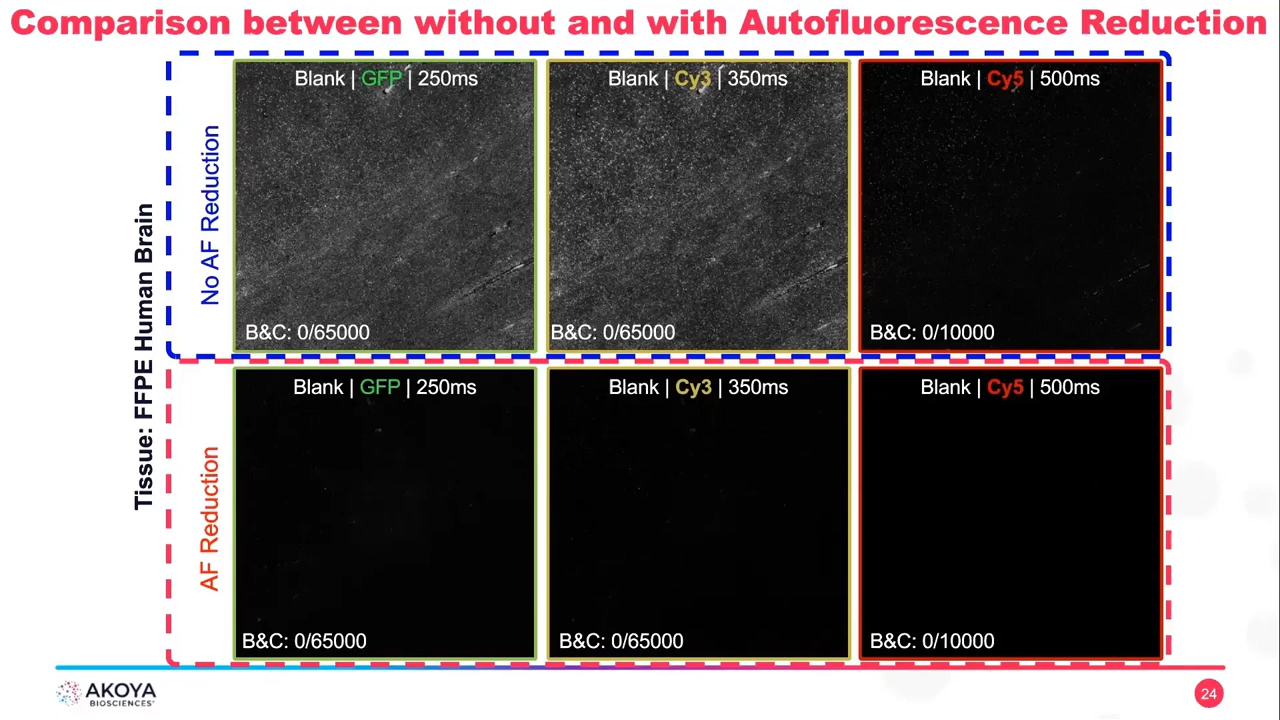 Comparison between without and with Autofluorescence Reduction
Tissue: FFPE Human Brain
No AF Reduction
Blank | GFP | 250ms
B&C: 0/65000
Blank | Cy3 | 350ms
B&C: 0/65000
Blank | Cy5 | 500ms
B&C: 0/10000
AF Reduction
Blank | GFP | 250ms
B&C: 0/65000
Blank | Cy3 | 350ms
B&C: 0/65000
Blank | Cy5 | 500ms
B&C: 0/10000
AKOYA
BIOSCIENCES®
24